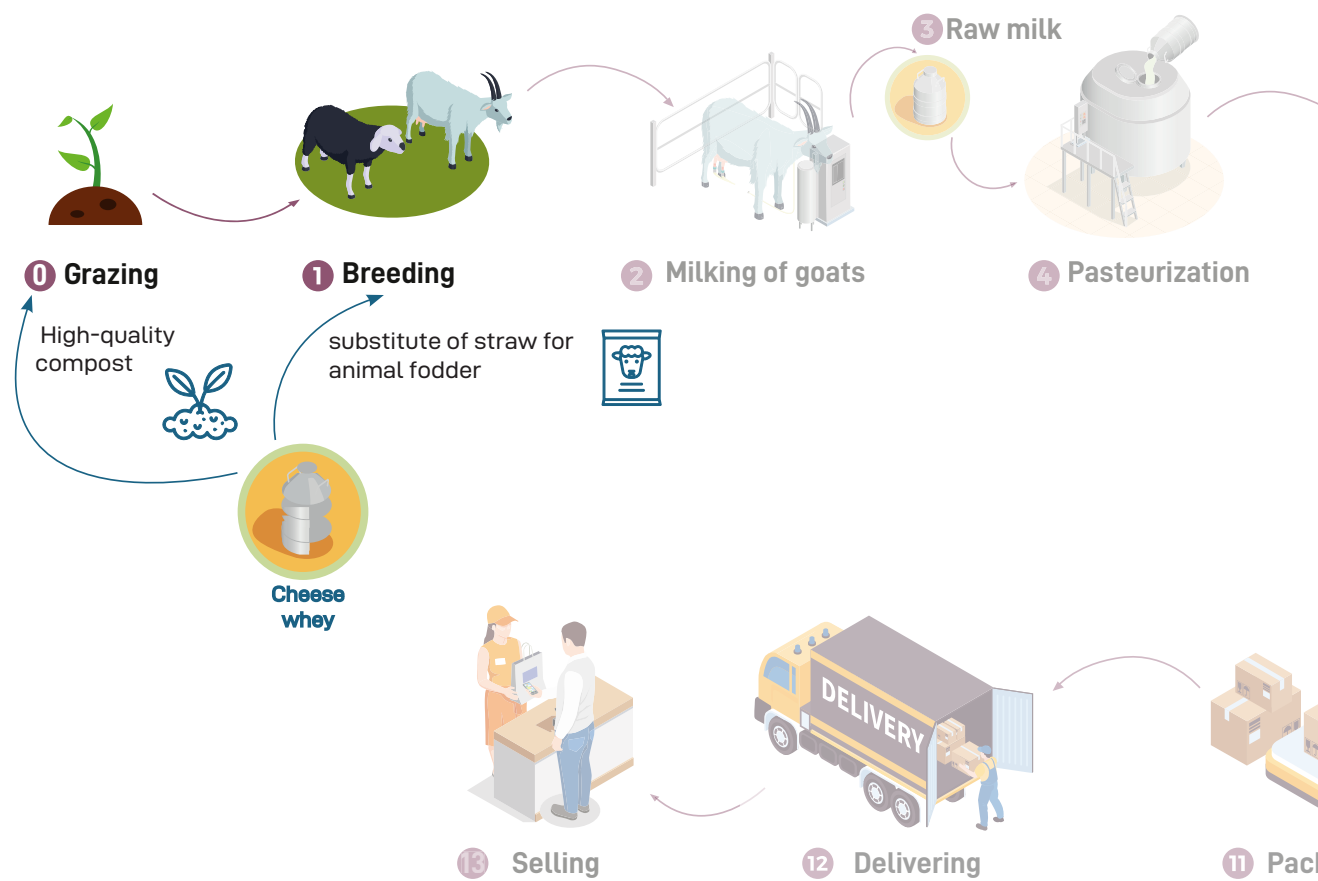 3 Raw milk
0 Grazing
1 Breeding
2 Milking of goats
4 Pasteurization
High-quality
compost
substitute of straw for
animal fodder
Cheese
whey
DELIVERY
13 Selling
12 Delivering
11